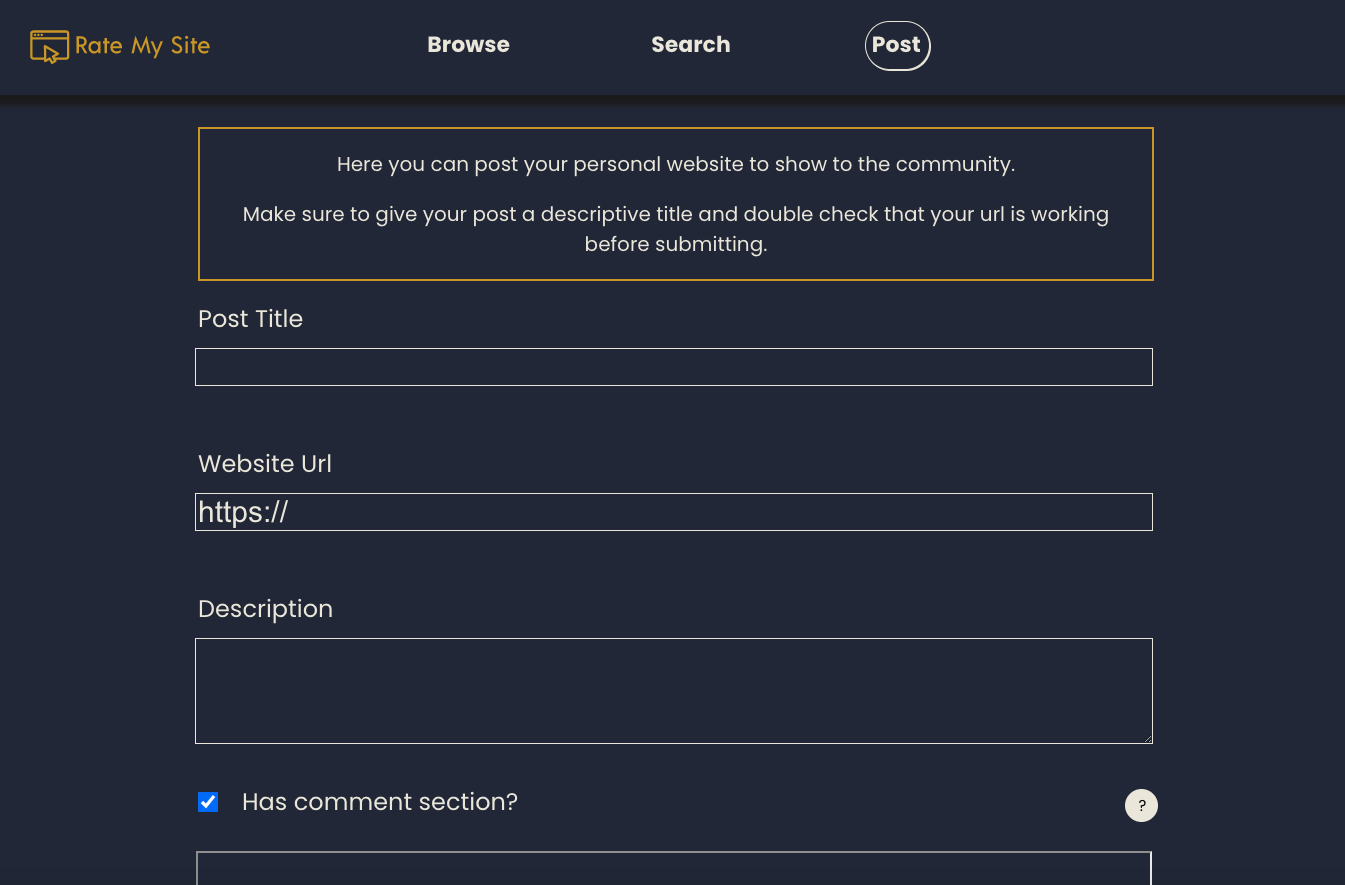 Rate My Site
Browse
Search
Post
Here you can post your personal website to show to the community.
Make sure to give your post a descriptive title and double check that your url is working
before submitting.
Post Title
Website Url
https://
Description
Has comment section?
?